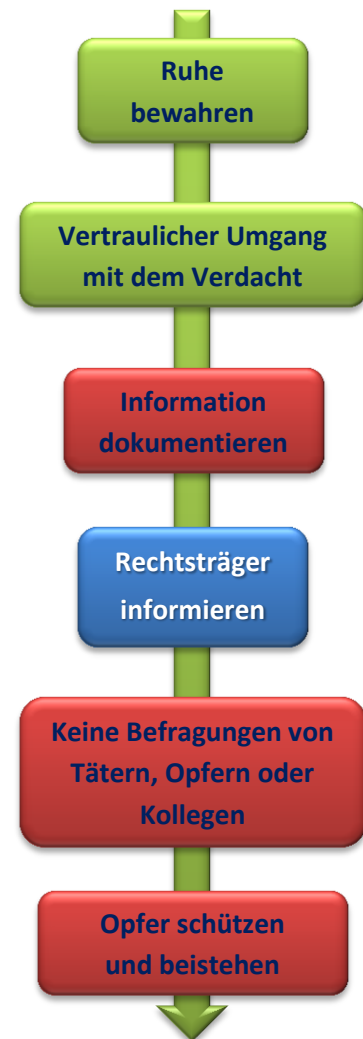 Ruhe
bewahren
Vertraulicher Umgang
mit dem Verdacht
Information
dokumentieren
Rechtsträger
informieren
Keine Befragungen von
Tätern, Opfern oder
Kollegen
Opfer schützen
und beistehen